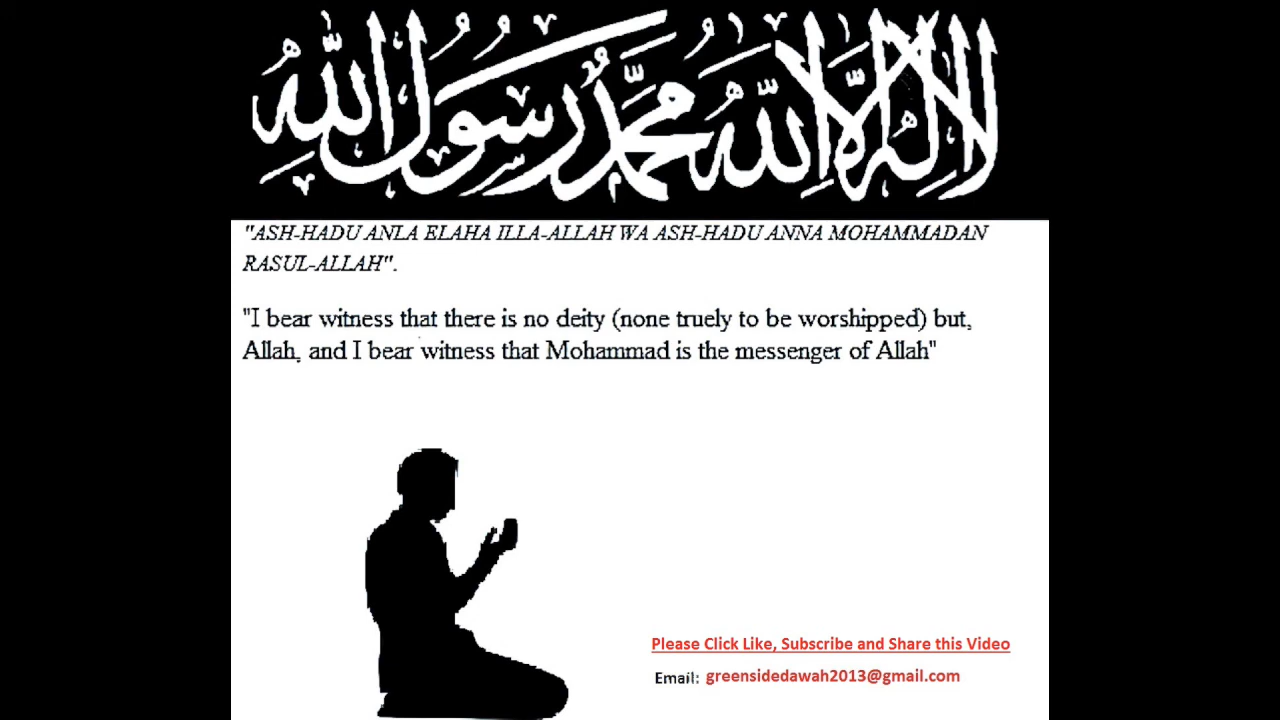 لا إله إلا الله محمد رسول الله
"ASH-HADU ANLA ELAHA ILLA-ALLAH WA ASH-HADU ANNA MOHAMMADAN
RASUL-ALLAH".
"I bear witness that there is no deity (none truely to be worshipped) but,
Allah, and I bear witness that Mohammad is the messenger of Allah"
Please Click Like, Subscribe and Share this Video
Email: greensidedawah2013@gmail.com